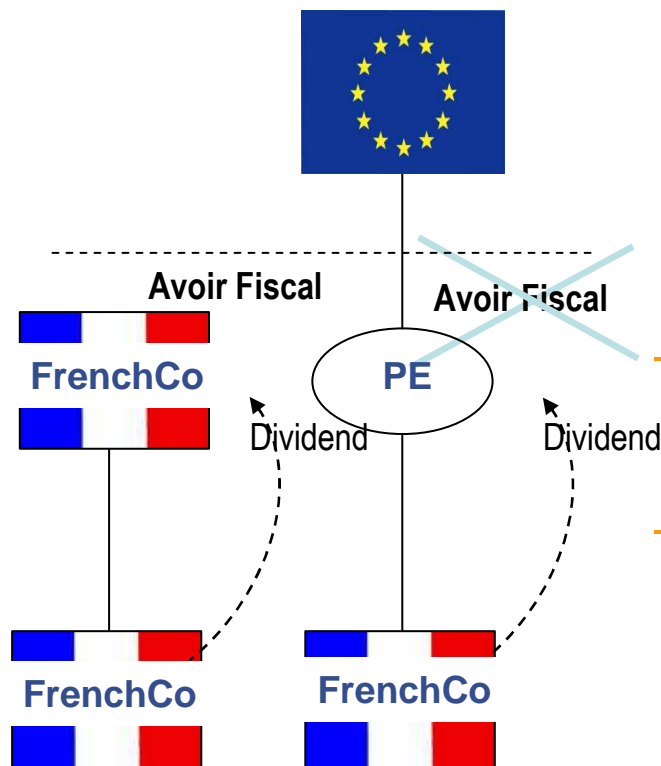 Avoir Fiscal
Avoir Fiscal
FrenchCo
PE
Dividend
Dividend
FrenchCo
FrenchCo